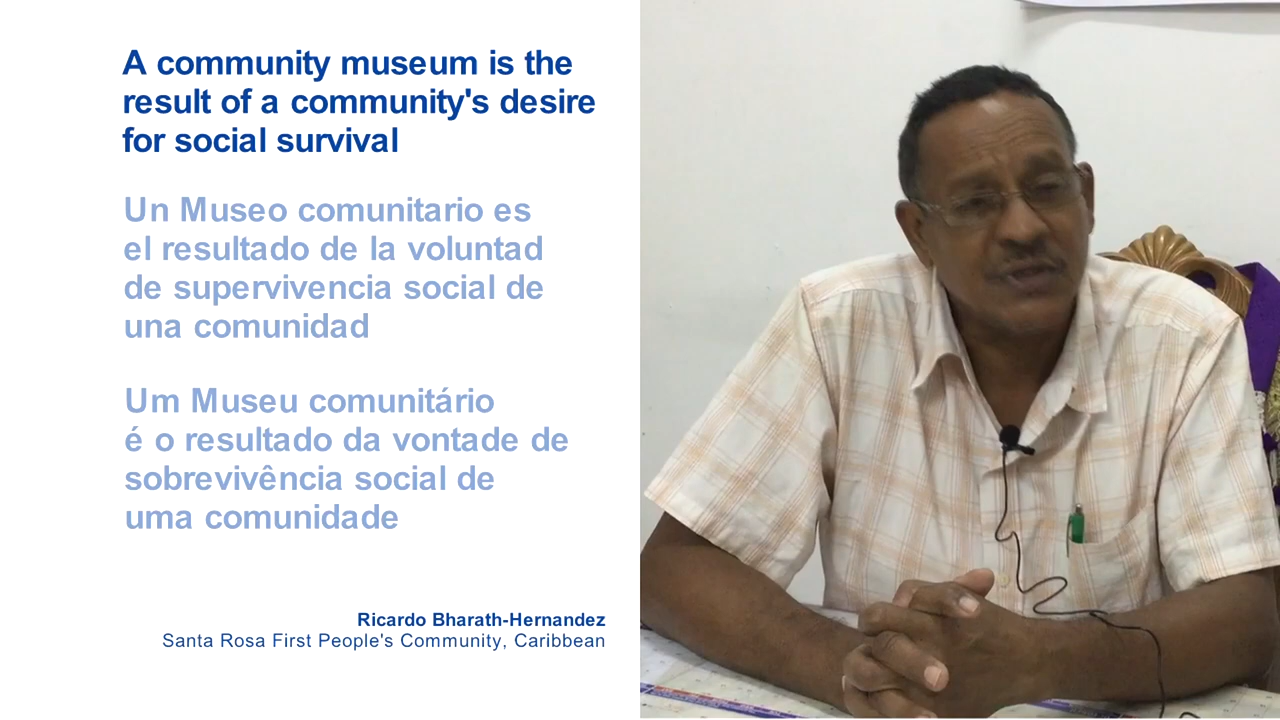 A community museum is the
result of a community's desire
for social survival
Un Museo comunitario es
el resultado de la voluntad
de supervivencia social de
una comunidad
Um Museu comunitário
é o resultado da vontade de
sobrevivência social de
uma comunidade
Ricardo Bharath-Hernandez
Santa Rosa First People's Community, Caribbean